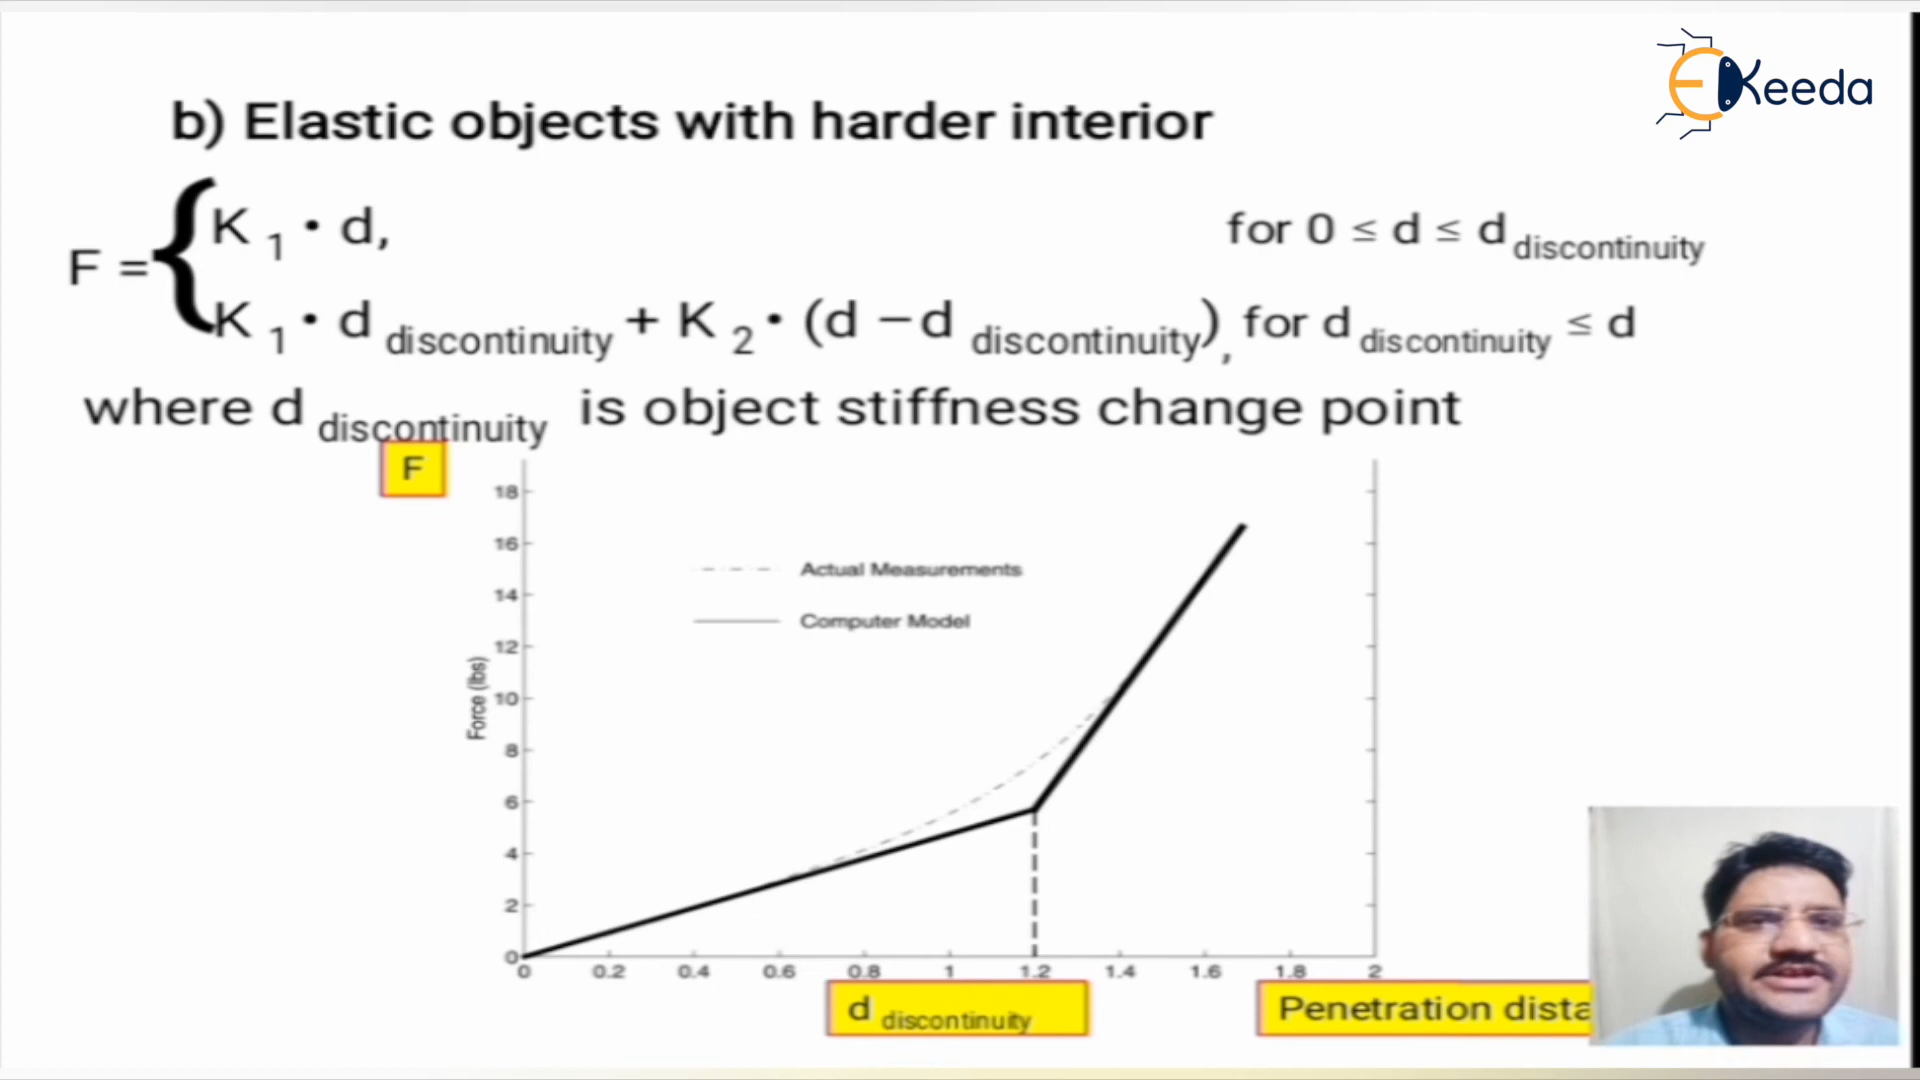 EKeeda
b) Elastic objects with harder interior
F = { K 1 • d, for 0 ≤ d ≤ d discontinuity
K 1 • d discontinuity + K 2 • (d – d discontinuity), for d discontinuity ≤ d
where d discontinuity is object stiffness change point
F
18
16
14
12
10
8
6
4
2
0
Force (lbs)
Actual Measurements
Computer Model
0 0.2 0.4 0.6 0.8 1 1.2 1.4 1.6 1.8 2
d discontinuity
Penetration dista